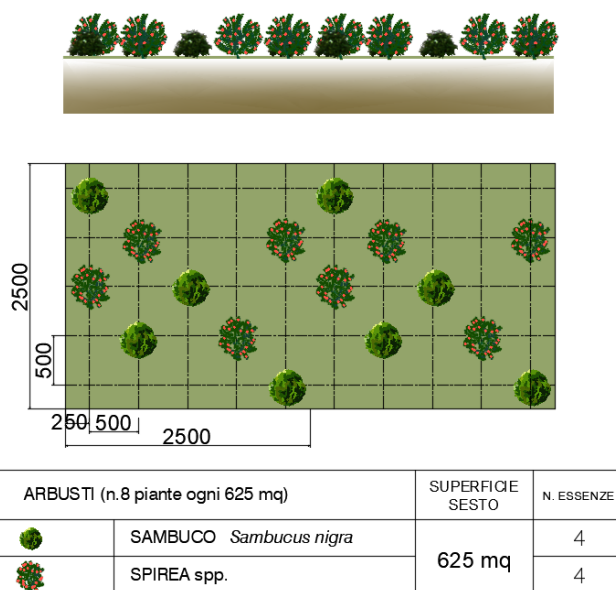 2500
500
250 500
2500
ARBUSTI (n.8 piante ogni 625 mq)
SUPERFICIE
SESTO
N. ESSENZE
SAMBUCO Sambucus nigra
4
625 mq
SPIREA spp.
4